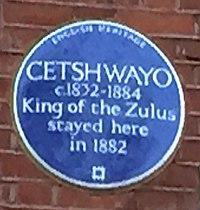 ENGLISH HERITAGE
CETSHWAYO
c.1832-1884
King of the Zulus
stayed here
in 1882